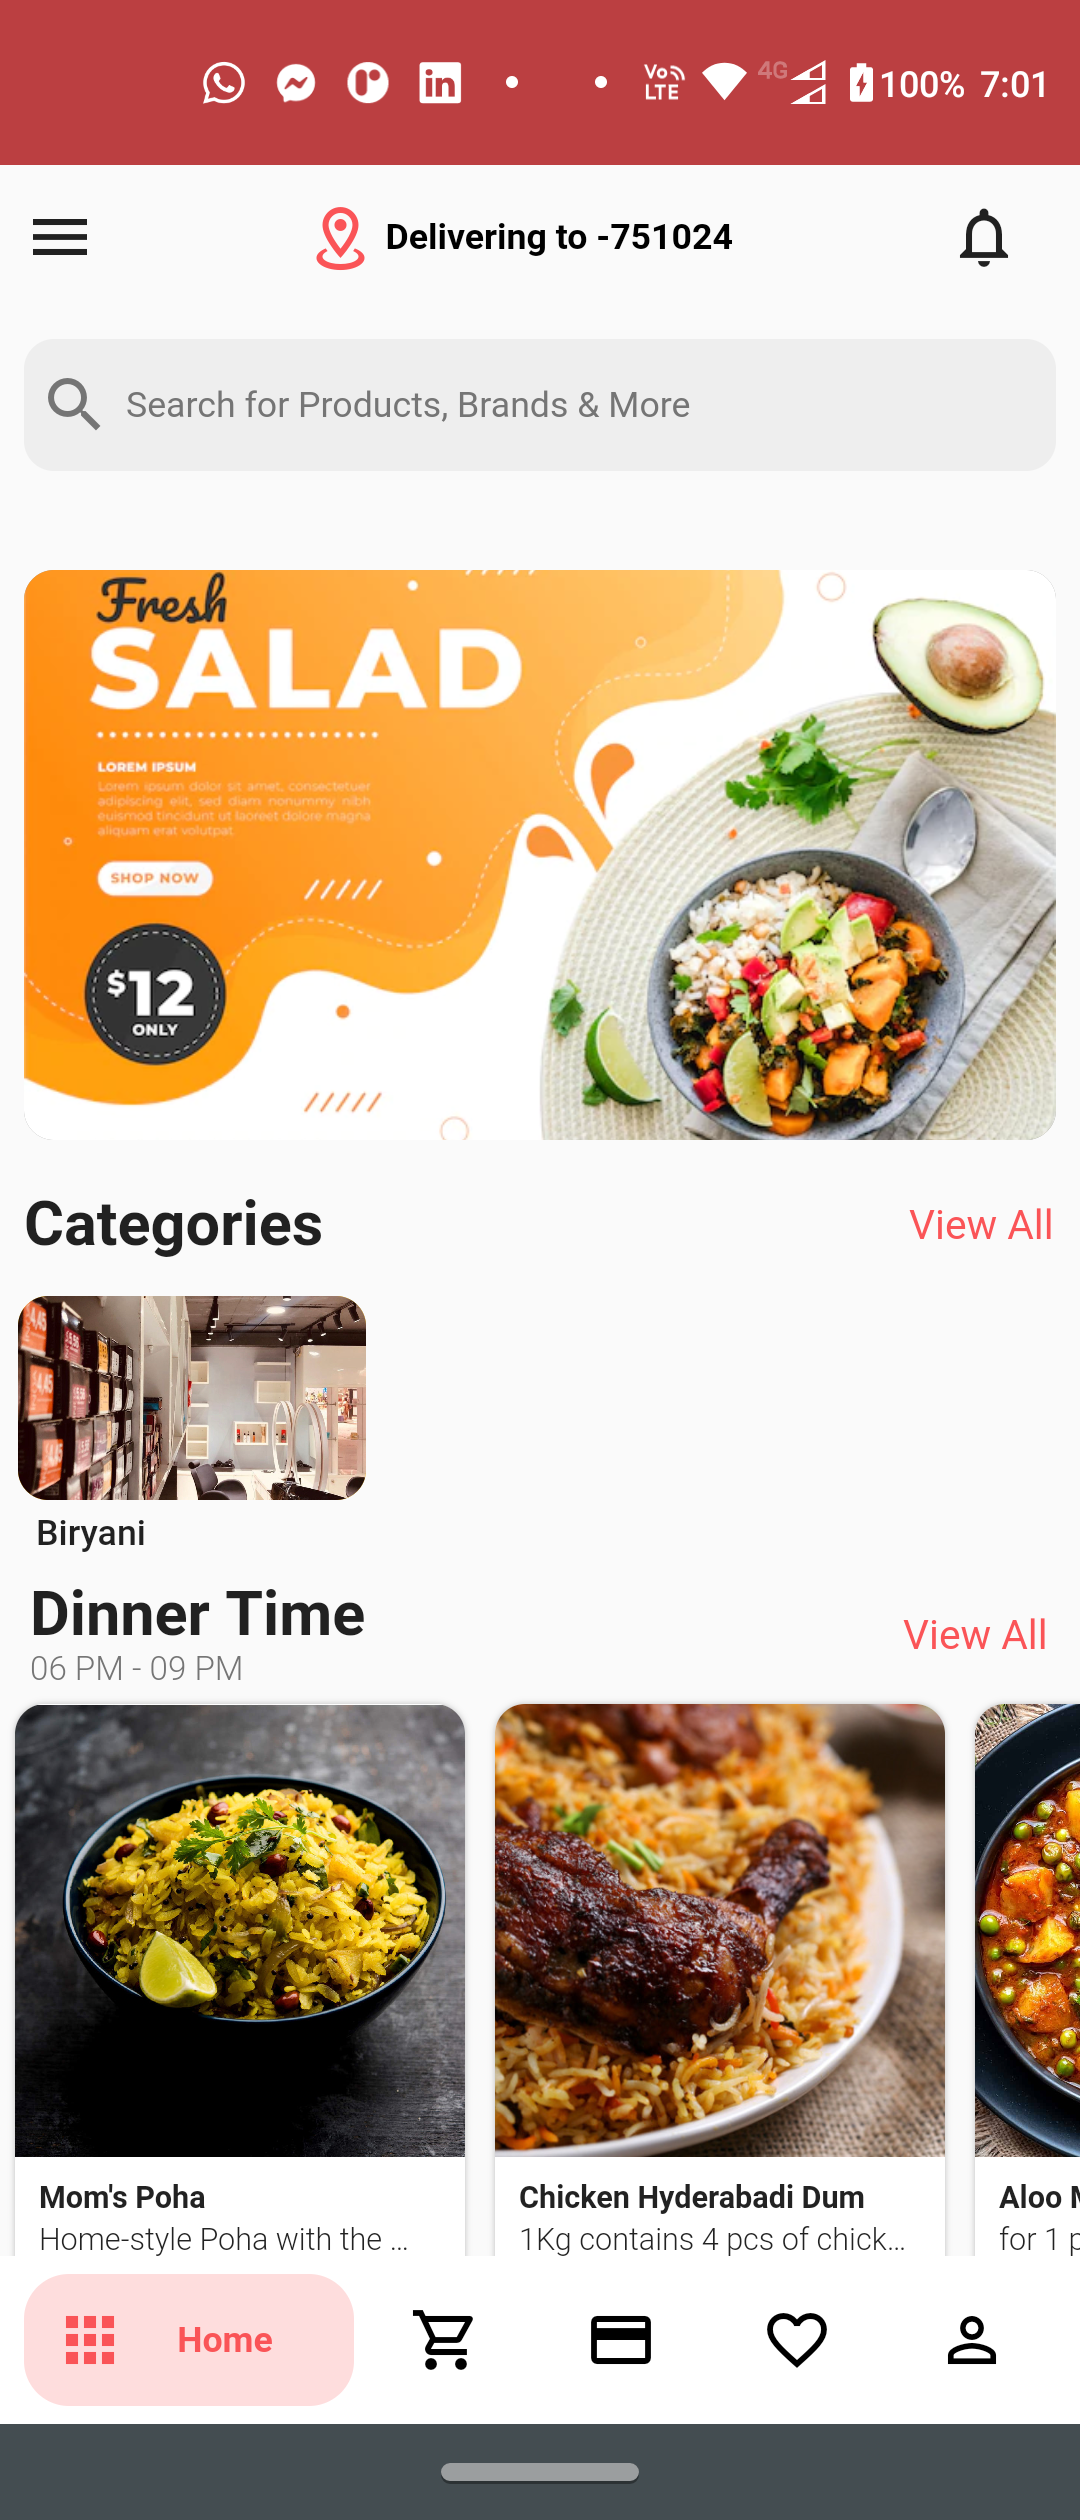 Vo LTE 4G 100% 7:01
Delivering to -751024
Search for Products, Brands & More
Fresh
SALAD
LOREM IPSUM
Lorem ipsum dolor sit amet, consectetuer
adipiscing elit, sed diam nonummy nibh
euismod tincidunt ut laoreet dolore magna
aliquam erat volutpat.
SHOP NOW
$12
ONLY
Categories
View All
Biryani
Dinner Time
View All
06 PM - 09 PM
Mom's Poha
Home-style Poha with the ...
Chicken Hyderabadi Dum
1Kg contains 4 pcs of chick...
Aloo M
for 1 p
Home